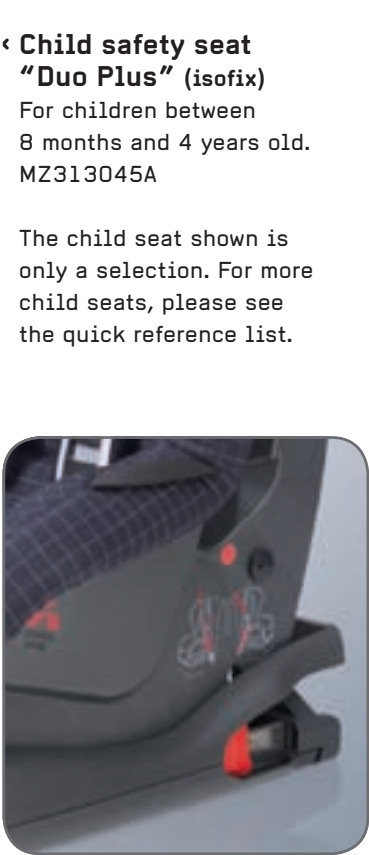 ‹ Child safety seat
“Duo Plus” (isofix)
For children between
8 months and 4 years old.
MZ313045A
The child seat shown is
only a selection. For more
child seats, please see
the quick reference list.